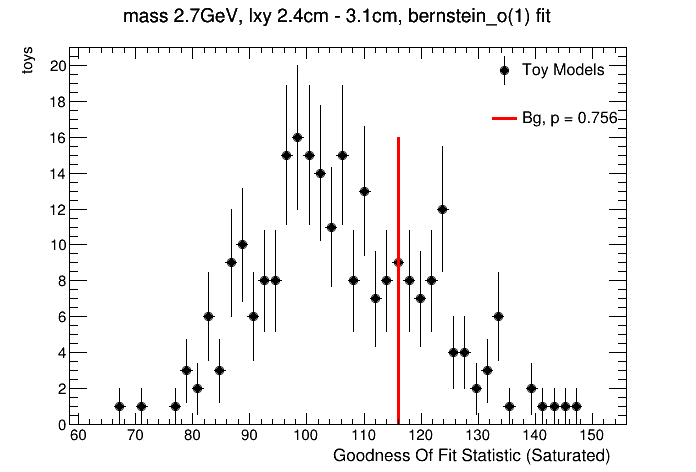 mass 2.7GeV, lxy 2.4cm - 3.1cm, bernstein_o(1) fit
toys
20
18
16
14
12
10
8
6
4
2
0
Toy Models
Bg, p = 0.756
60 70 80 90 100 110 120 130 140 150
Goodness Of Fit Statistic (Saturated)